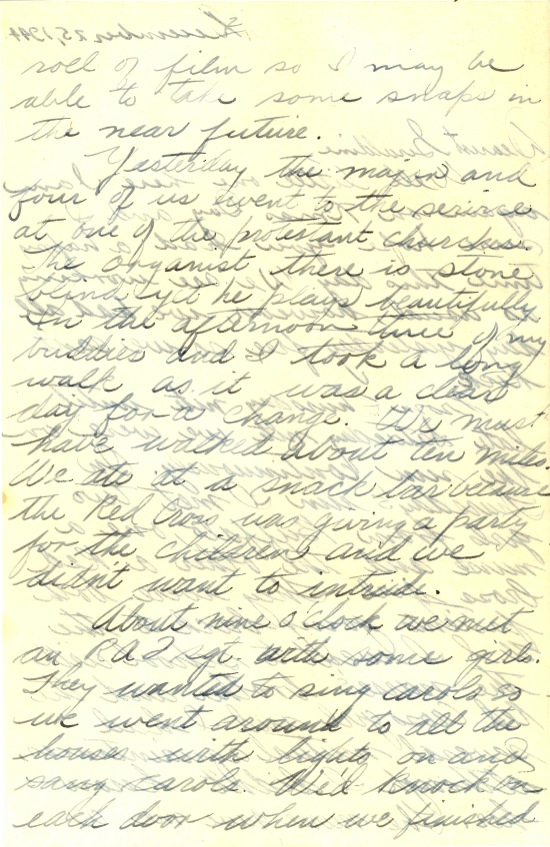 roll of film so I may be
able to take some snaps in
the near future.
Yesterday the major and
four of us went to the service
at one of the protestant churches.
The organist there is stone
blind yet he plays beautifully
In the afternoon three of my
buddies and I took a long
walk as it was a clear
day for a change. We must
have walked about ten miles.
We ate at a snack bar because
the Red Cross was giving a party
for the children and we
didn't want to intrude.
About nine o'clock we met
an RAF sgt. with some girls.
They wanted to sing carols so
we went around to all the
houses with lights on and
sang carols. We'd knock on
each door when we finished